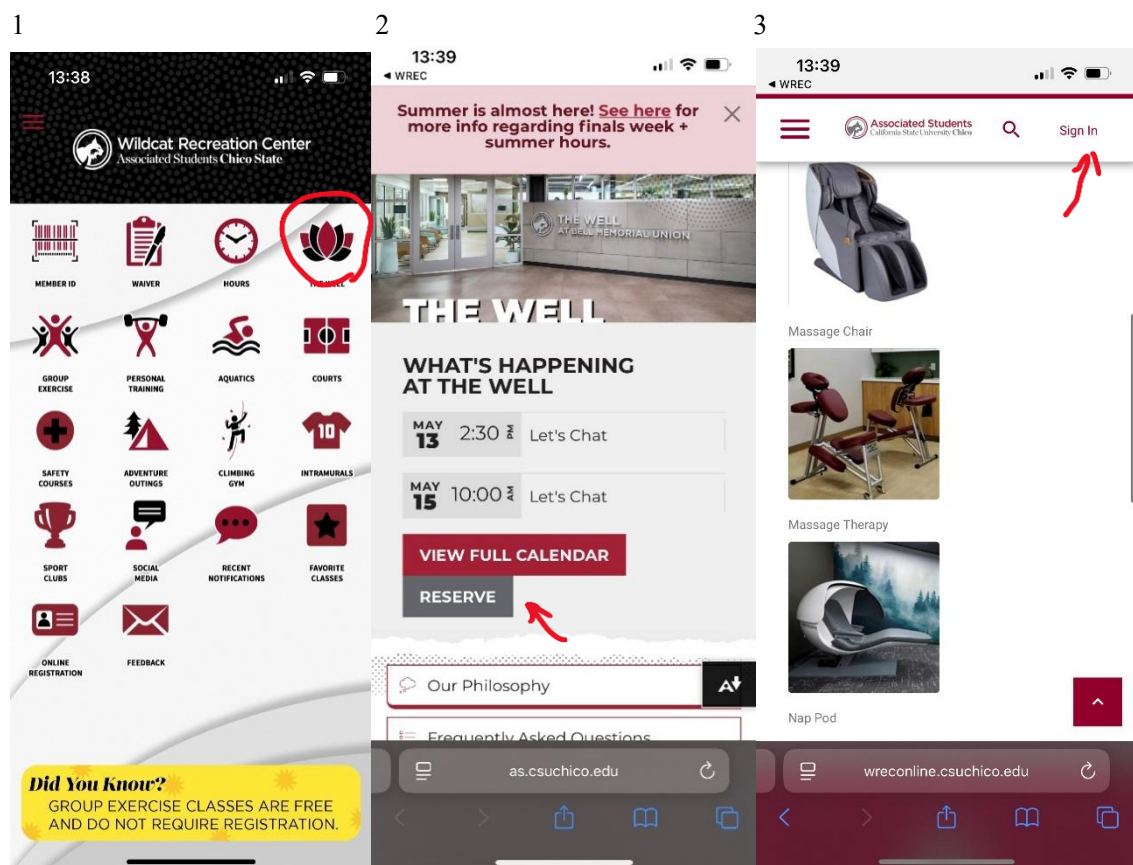 1
2
3
13:38
Wildcat Recreation Center
Associated Students Chico State
MEMBER ID
WAIVER
HOURS
THE WELL
GROUP
EXERCISE
PERSONAL
TRAINING
AQUATICS
COURTS
SAFETY
COURSES
ADVENTURE
OUTINGS
CLIMBING
GYM
10
INTRAMURALS
SPORT
CLUBS
SOCIAL
MEDIA
RECENT
NOTIFICATIONS
FAVORITE
CLASSES
ONLINE
REGISTRATION
FEEDBACK
Did You Know?
GROUP EXERCISE CLASSES ARE FREE
AND DO NOT REQUIRE REGISTRATION.
13:39
◄ WREC
Summer is almost here! See here for
more info regarding finals week +
summer hours.
THE WELL
AT BELL MEMORIAL UNION
THE WELL
WHAT'S HAPPENING
AT THE WELL
MAY 13 2:30 PM Let's Chat
MAY 15 10:00 AM Let's Chat
VIEW FULL CALENDAR
RESERVE
Our Philosophy
A
Frequently Asked Questions
as.csuchico.edu
13:39
◄ WREC
Associated Students
California State University Chico
Sign In
Massage Chair
Massage Therapy
Nap Pod
wreconline.csuchico.edu